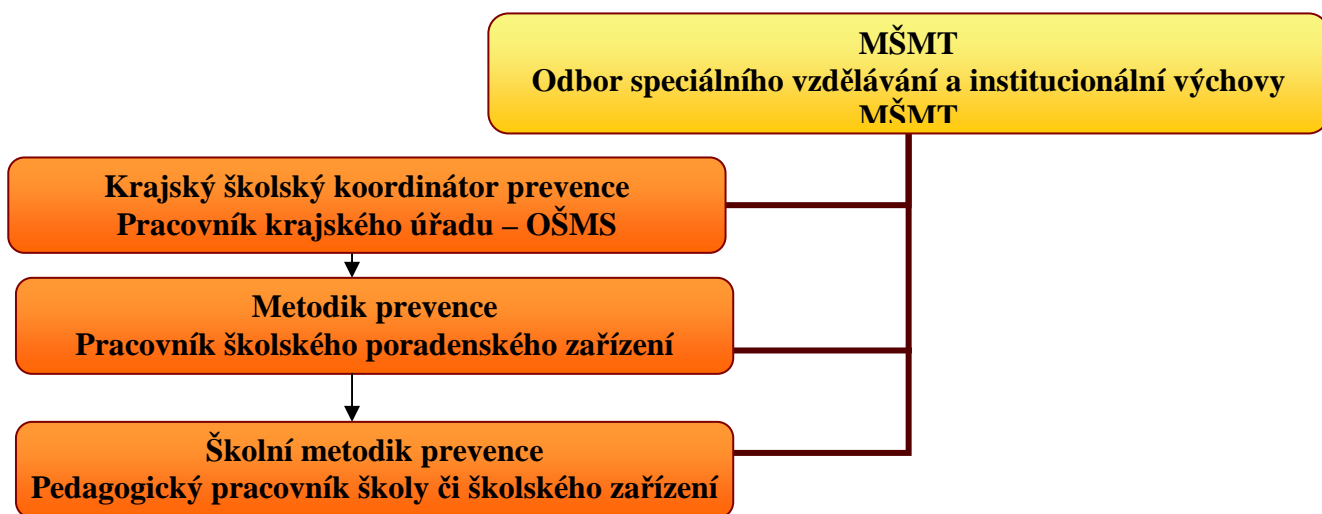 MŠMT
Odbor speciálního vzdělávání a institucionální výchovy
MŠMT
Krajský školský koordinátor prevence
Pracovník krajského úřadu – OŠMS
Metodik prevence
Pracovník školského poradenského zařízení
Školní metodik prevence
Pedagogický pracovník školy či školského zařízení